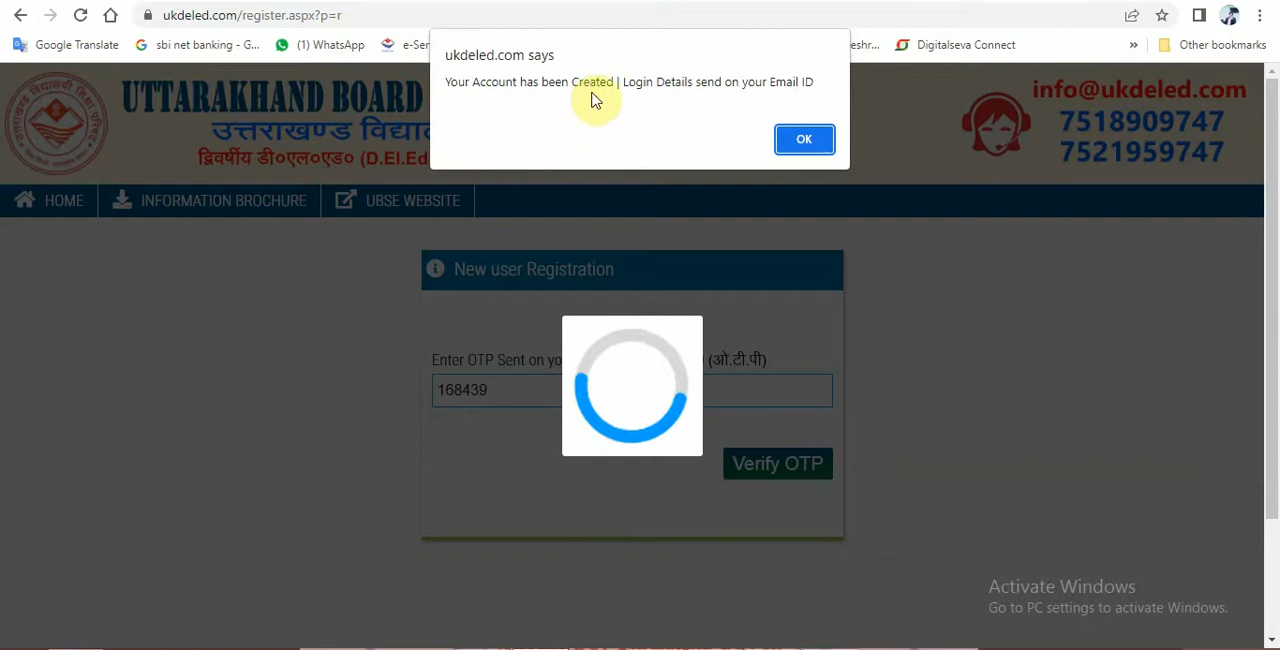 ukdeled.com/register.aspx?p=r
Google Translate
sbi net banking - G...
(1) WhatsApp
e-Ser
eshr...
Digitalseva Connect
»
Other bookmarks
ukdeled.com says
Your Account has been Created | Login Details send on your Email ID
OK
UTTARAKHAND BOARD
उत्तराखण्ड विद्या
द्विवर्षीय डी०एल०एड० (D.El.Ed
info@ukdeled.com
7518909747
7521959747
HOME
INFORMATION BROCHURE
UBSE WEBSITE
New user Registration
Enter OTP Sent on yo
(ओ.टी.पी)
168439
Verify OTP
Activate Windows
Go to PC settings to activate Windows.